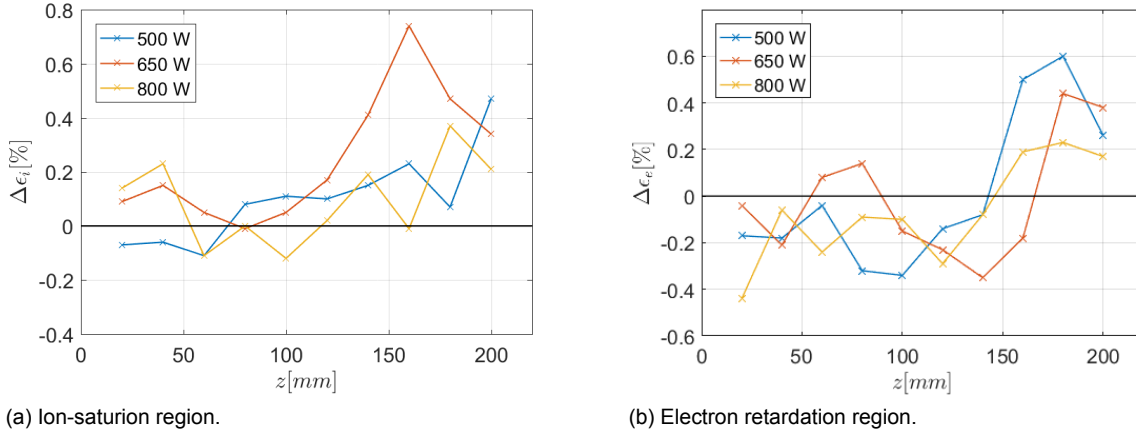 0.8
0.6
0.4
0.2
0
-0.2
-0.4
Δϵᵢ[%]
500 W
650 W
800 W
0 50 100 150 200
z[mm]
(a) Ion-saturion region.
0.6
0.4
0.2
0
-0.2
-0.4
-0.6
Δϵₑ[%]
500 W
650 W
800 W
0 50 100 150 200
z[mm]
(b) Electron retardation region.